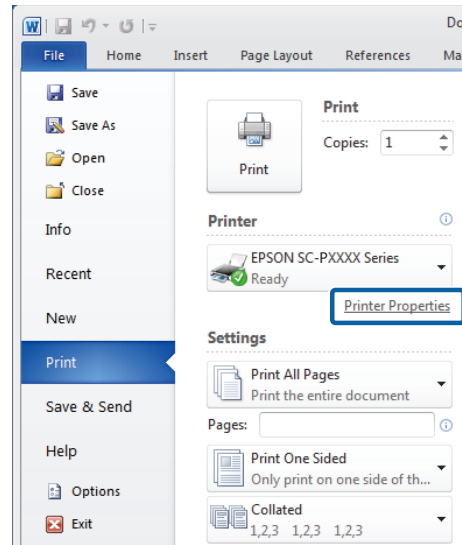 Do
File Home Insert Page Layout References Ma
Save
Save As
Open
Close
Info
Recent
New
Print
Save & Send
Help
Options
Exit
Print
Print
Copies: 1
Printer
EPSON SC-PXXXX Series
Ready
Printer Properties
Settings
Print All Pages
Print the entire document
Pages:
Print One Sided
Only print on one side of th...
Collated
1,2,3 1,2,3 1,2,3